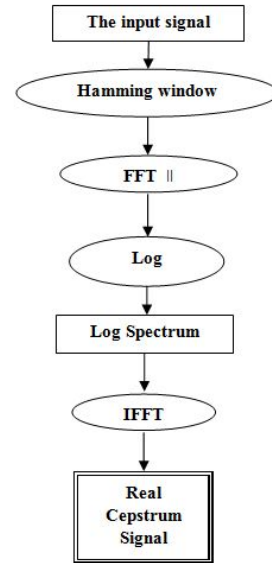 The input signal
Hamming window
FFT ||
Log
Log Spectrum
IFFT
Real
Cepstrum
Signal